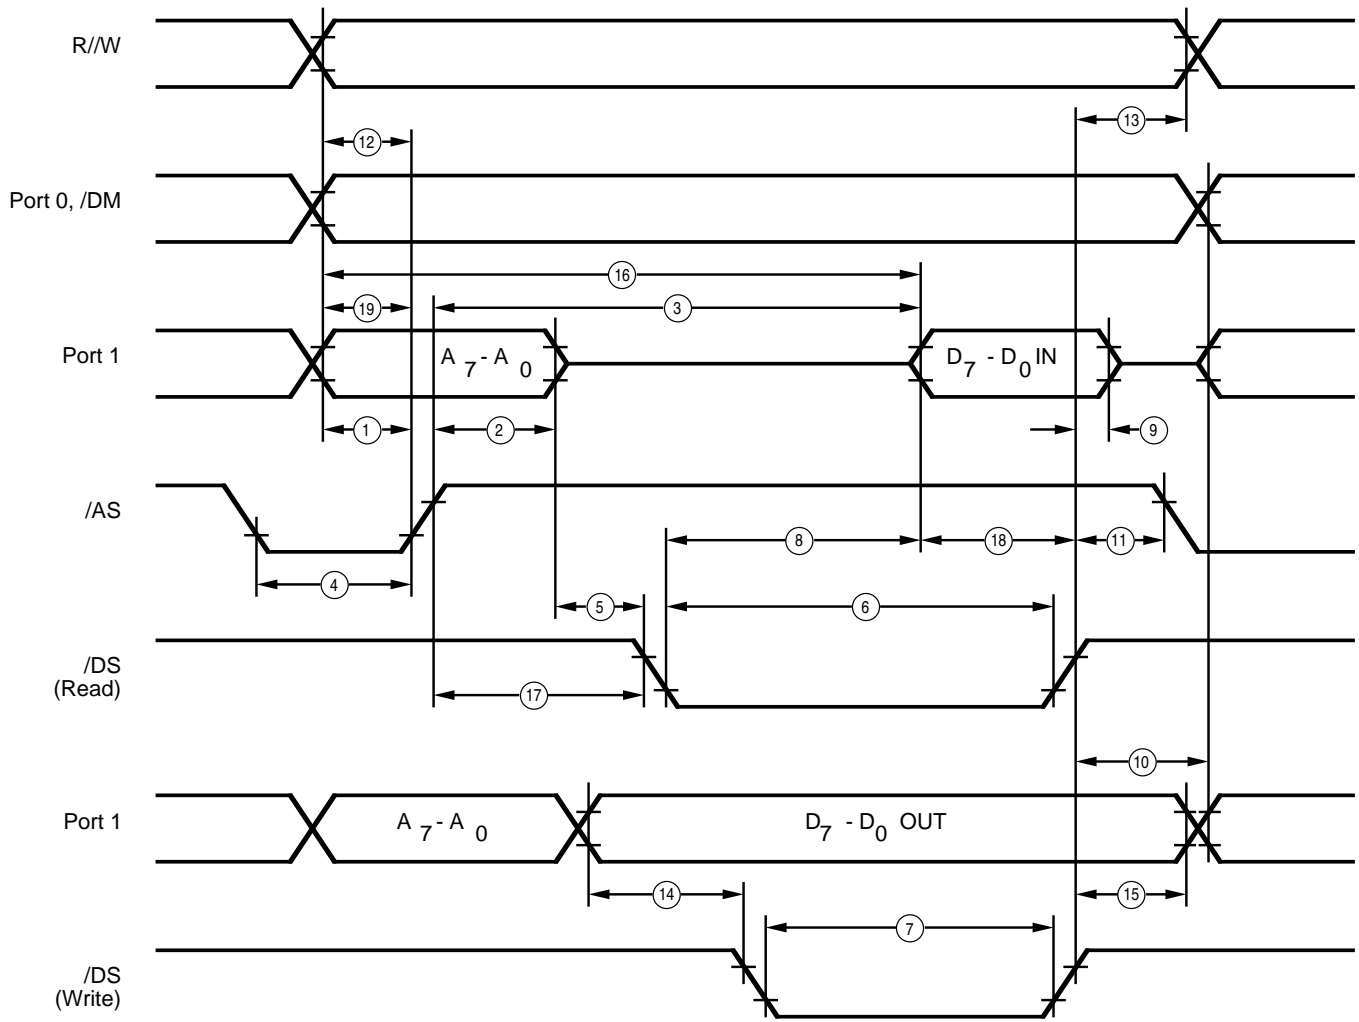 R//W
13
12
Port 0, /DM
16
19
3
Port 1
A7-A0
D7 - D0 IN
1
2
9
/AS
8
18
11
4
5
6
/DS
(Read)
17
10
Port 1
A7-A0
D7 - D0 OUT
14
15
7
/DS
(Write)